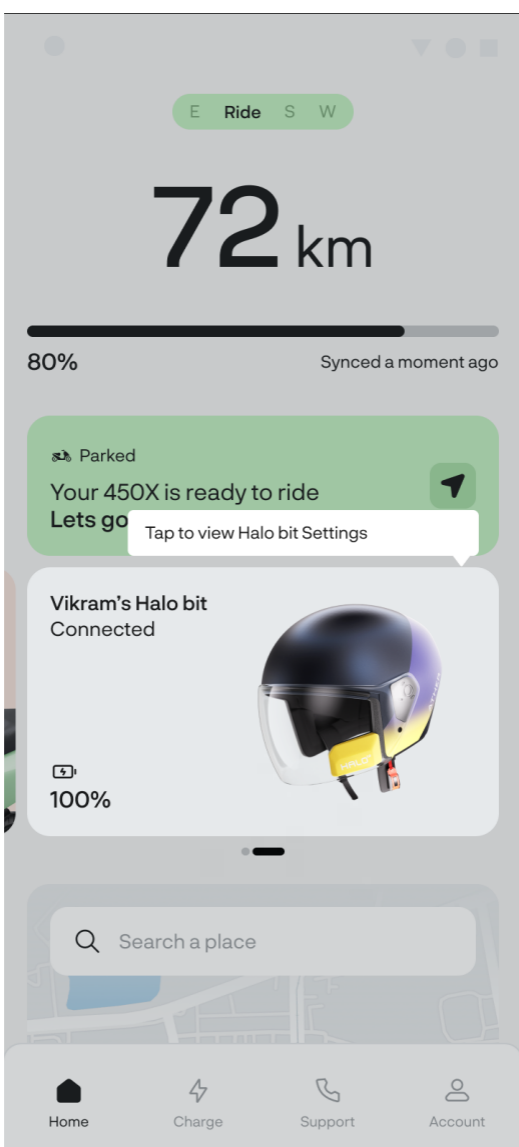 E Ride S W
72 km
80%
Synced a moment ago
Parked
Your 450X is ready to ride
Lets go
Tap to view Halo bit Settings
Vikram's Halo bit
Connected
HALO
100%
Search a place
Home
Charge
Support
Account